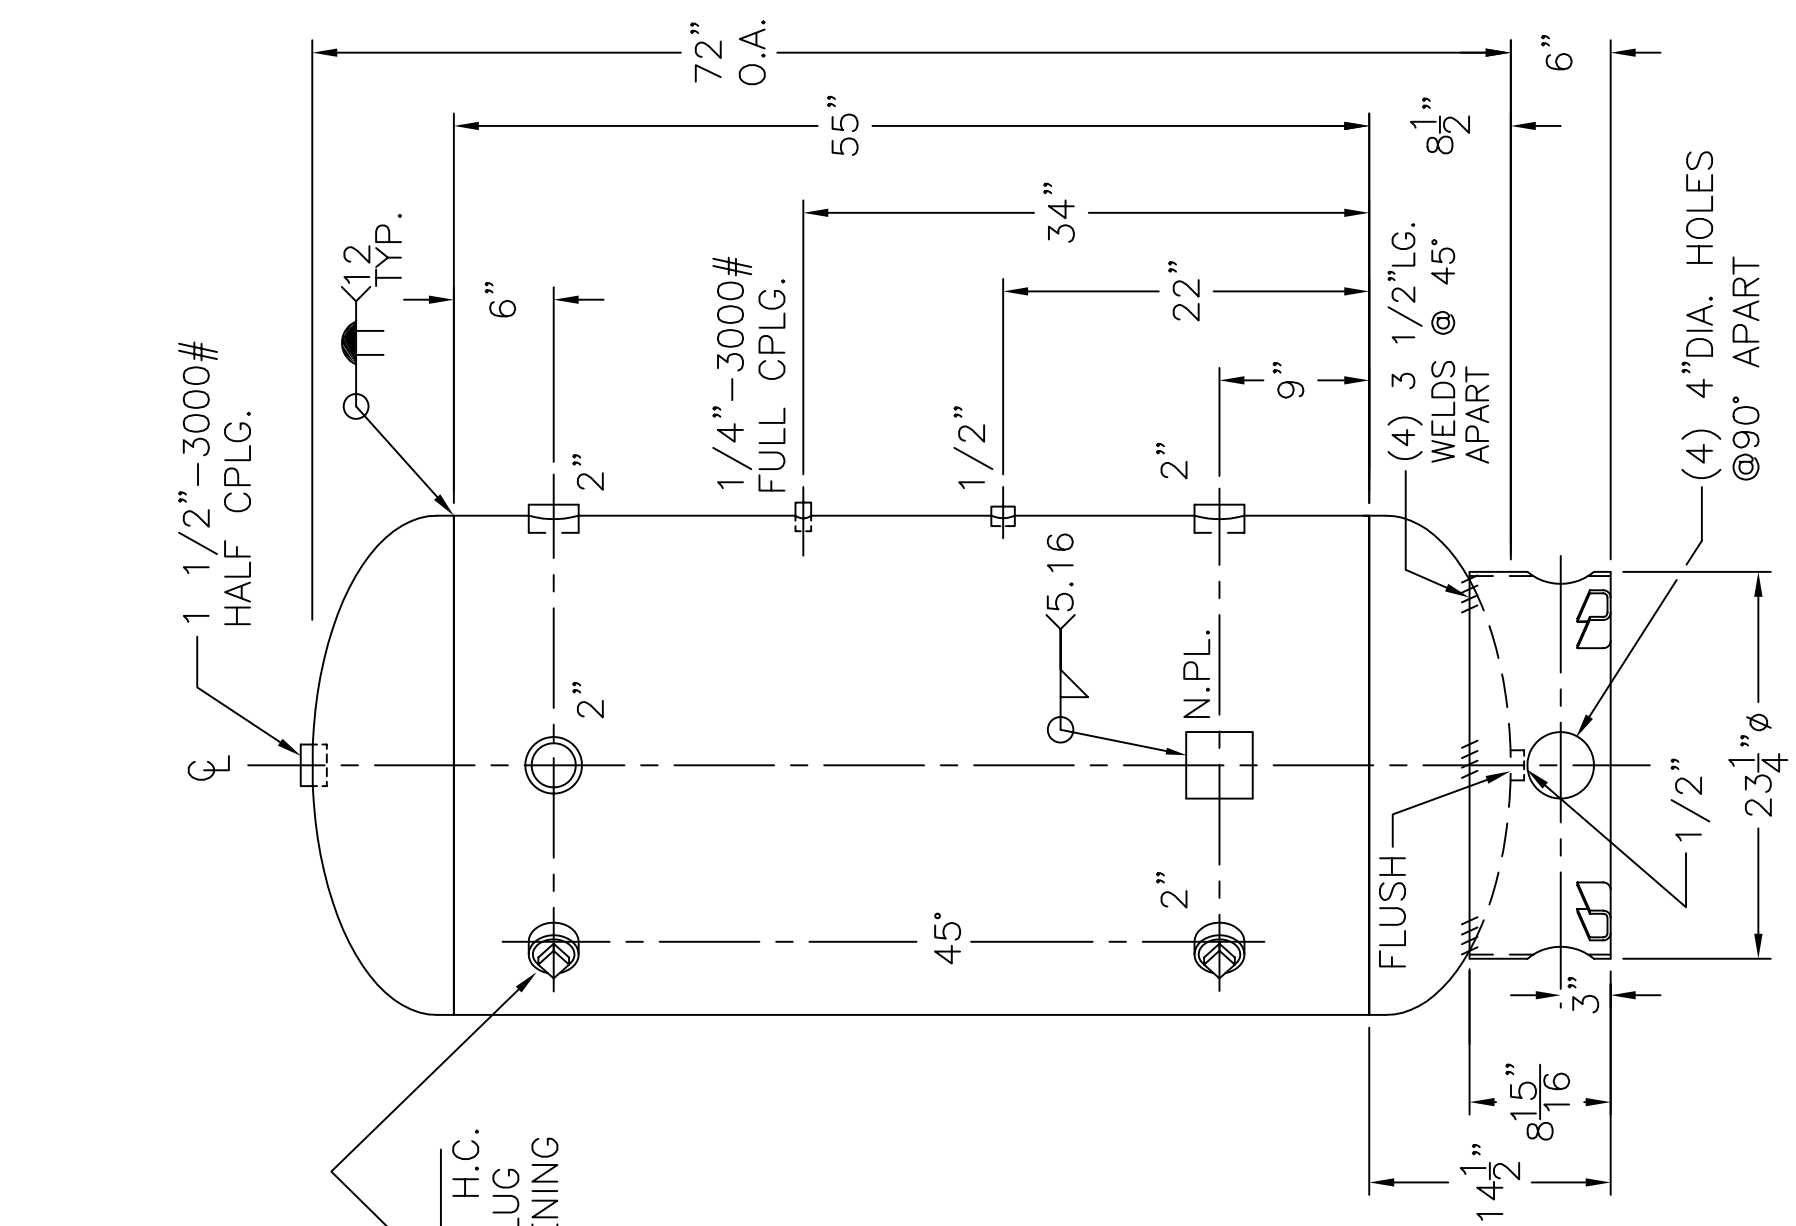 72"
O.A.
6"
55"
8 1/2"
34"
12
TYP.
6"
22"
9"
1 1/2"-3000#
HALF CPLG.
1/4"-3000#
FULL CPLG.
(4) 3 1/2"LG.
WELDS @ 45°
APART
(4) 4"DIA. HOLES
@90° APART
2"
1/2"
2"
5.16
N.PL.
2"
℄
2"
45°
FLUSH
1/2"
23 1/4"ø
3"
8 15/16"
14 1/2"
H.C.
LUG
ENING